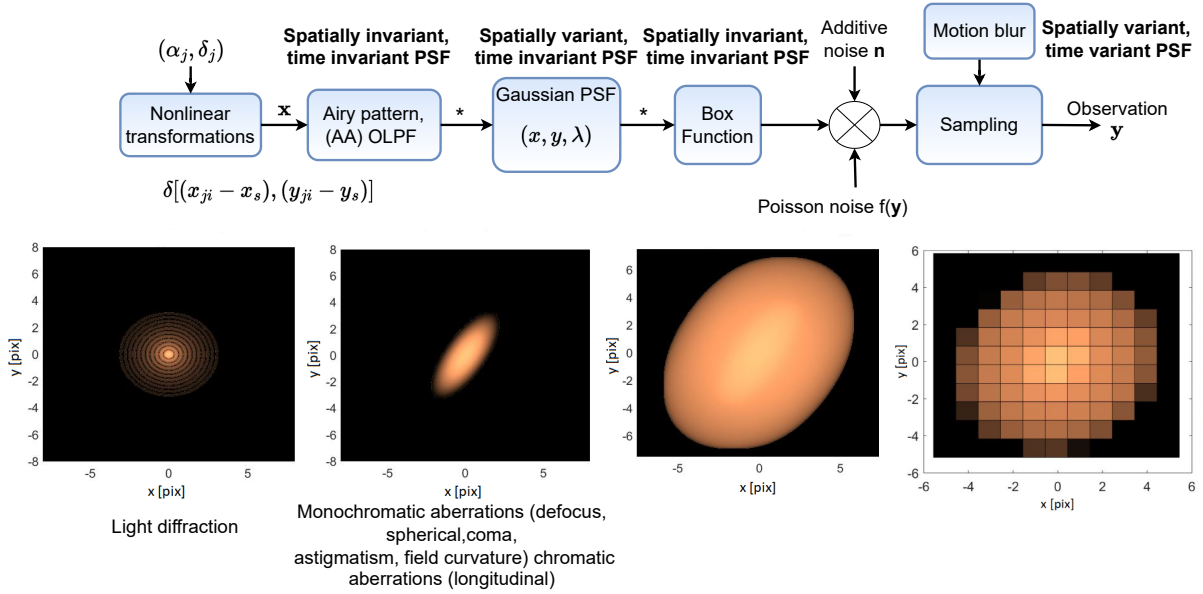 (α_j, δ_j)
Spatially invariant,
time invariant PSF
Spatially variant,
time invariant PSF
Spatially invariant,
time invariant PSF
Additive
noise n
Motion blur
Spatially variant,
time variant PSF
Nonlinear
transformations
x
Airy pattern,
(AA) OLPF
*
Gaussian PSF
(x, y, λ)
*
Box
Function
Sampling
Observation
y
δ[(x_{ji} − x_s), (y_{ji} − y_s)]
Poisson noise f(y)
8
6
4
2
0
-2
-4
-6
-8
y [pix]
-5 0 5
x [pix]
8
6
4
2
0
-2
-4
-6
-8
y [pix]
-5 0 5
x [pix]
6
4
2
0
-2
-4
-6
y [pix]
-5 0 5
x [pix]
6
4
2
0
-2
-4
-6
y [pix]
-6 -4 -2 0 2 4 6
x [pix]
Light diffraction
Monochromatic aberrations (defocus,
spherical,coma,
astigmatism, field curvature) chromatic
aberrations (longitudinal)